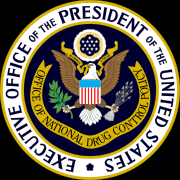 EXECUTIVE OFFICE OF THE PRESIDENT OF THE UNITED STATES
OFFICE OF NATIONAL DRUG CONTROL POLICY